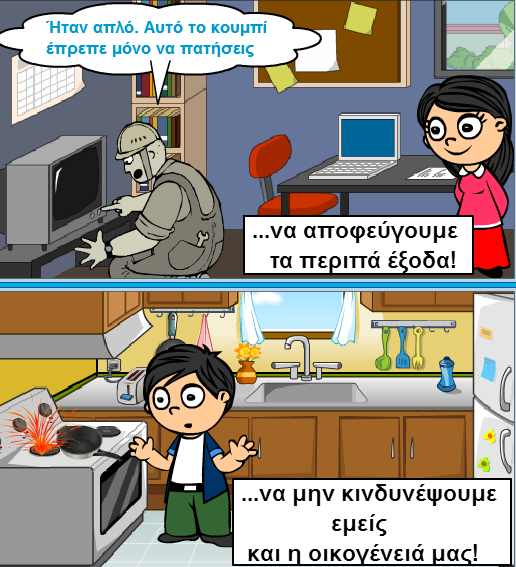 Ήταν απλό. Αυτό το κουμπί
έπρεπε μόνο να πατήσεις
...να αποφεύγουμε
τα περιττά έξοδα!
...να μην κινδυνέψουμε
εμείς
και η οικογένειά μας!